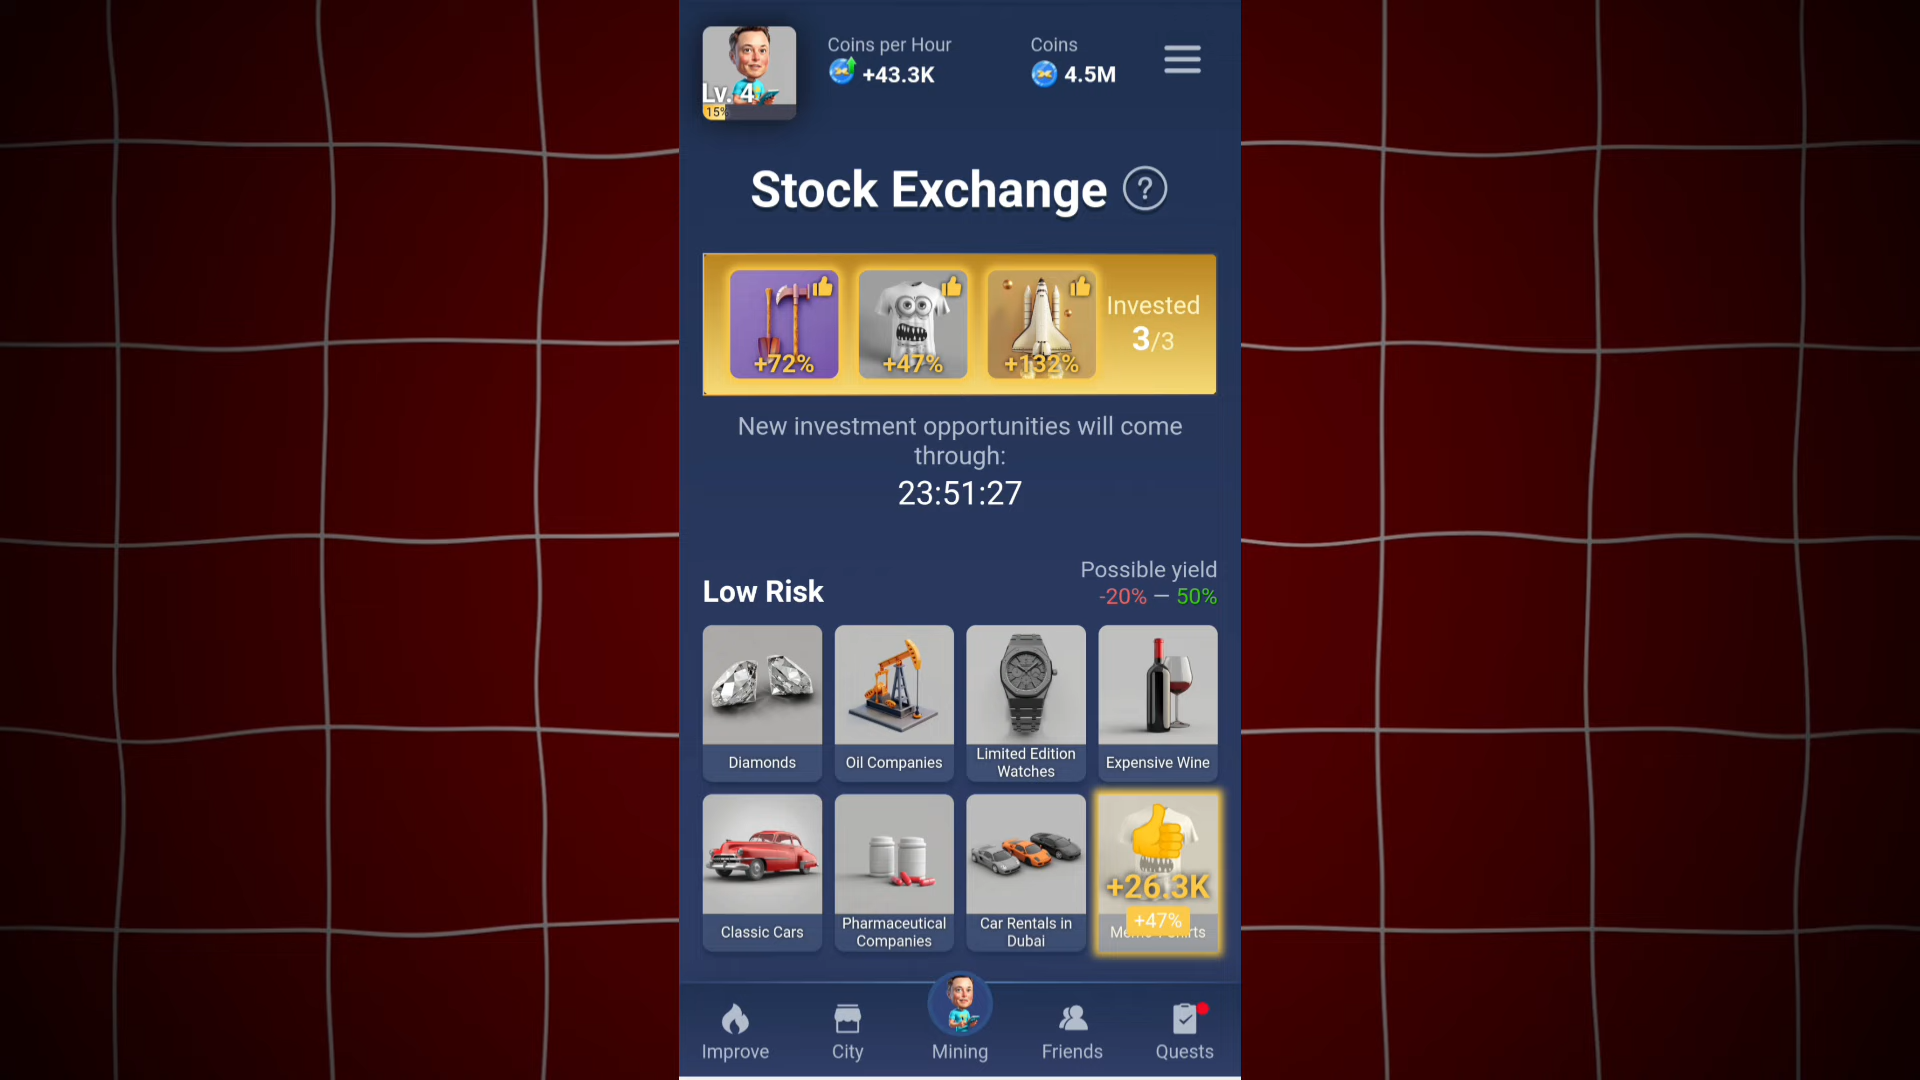 Coins per Hour
+43.3K
Coins
4.5M
Lv. 4
15%
Stock Exchange ?
+72%
+47%
+132%
Invested
3/3
New investment opportunities will come
through:
23:51:27
Low Risk
Possible yield
-20% — 50%
Diamonds
Oil Companies
Limited Edition
Watches
Expensive Wine
Classic Cars
Pharmaceutical
Companies
Car Rentals in
Dubai
+26.3K
+47%
Improve
City
Mining
Friends
Quests